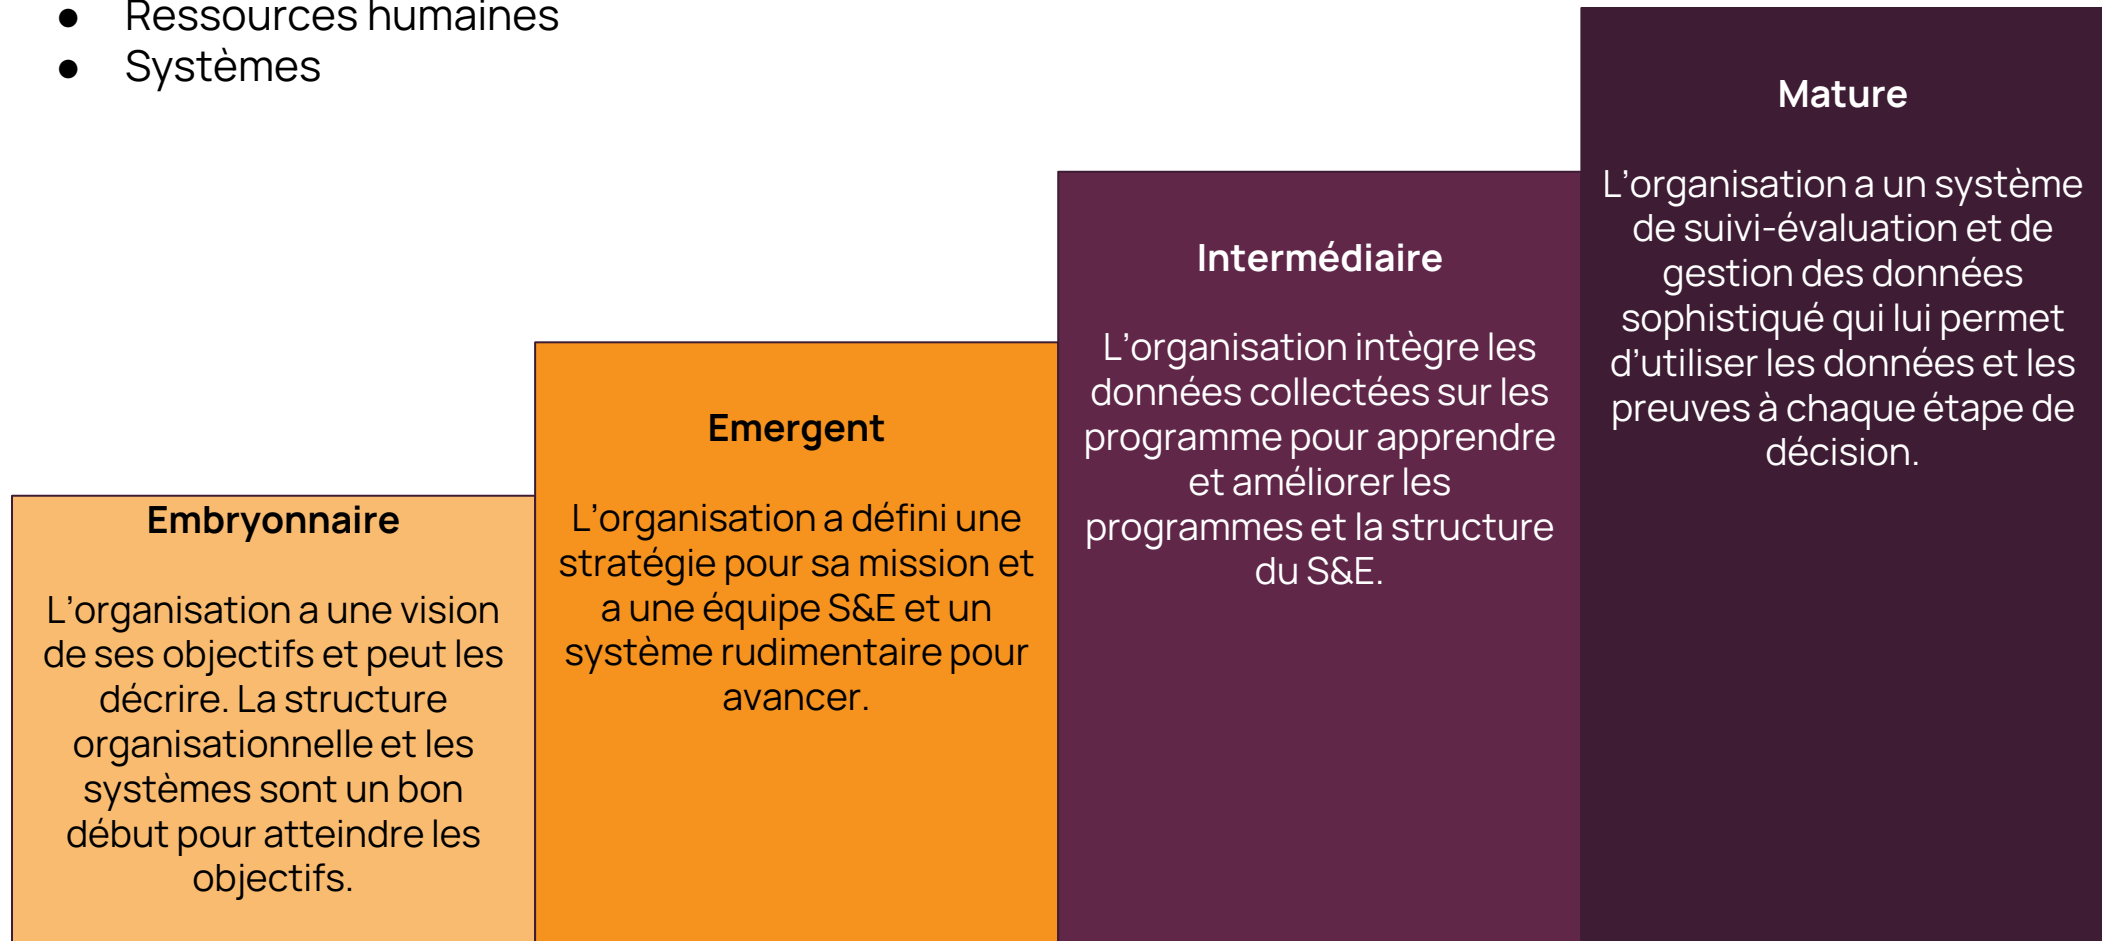 ● Ressources humaines
● Systèmes
Embryonnaire
L’organisation a une vision
de ses objectifs et peut les
décrire. La structure
organisationnelle et les
systèmes sont un bon
début pour atteindre les
objectifs.
Emergent
L’organisation a défini une
stratégie pour sa mission et
a une équipe S&E et un
système rudimentaire pour
avancer.
Intermédiaire
L’organisation intègre les
données collectées sur les
programme pour apprendre
et améliorer les
programmes et la structure
du S&E.
Mature
L’organisation a un système
de suivi-évaluation et de
gestion des données
sophistiqué qui lui permet
d’utiliser les données et les
preuves à chaque étape de
décision.